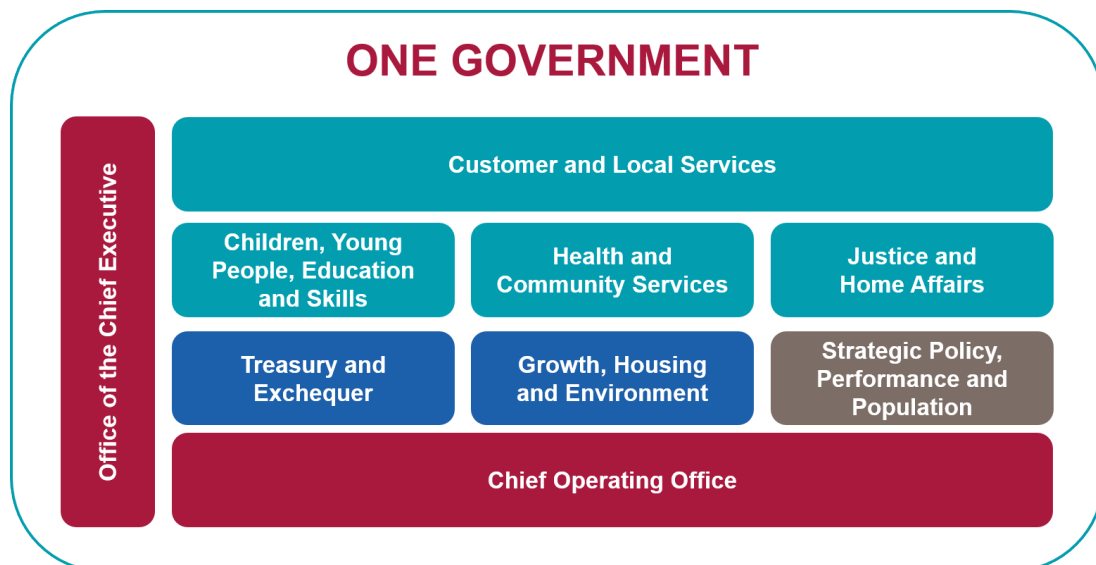 ONE GOVERNMENT
Office of the Chief Executive
Customer and Local Services
Children, Young
People, Education
and Skills
Health and
Community Services
Justice and
Home Affairs
Treasury and
Exchequer
Growth, Housing
and Environment
Strategic Policy,
Performance and
Population
Chief Operating Office